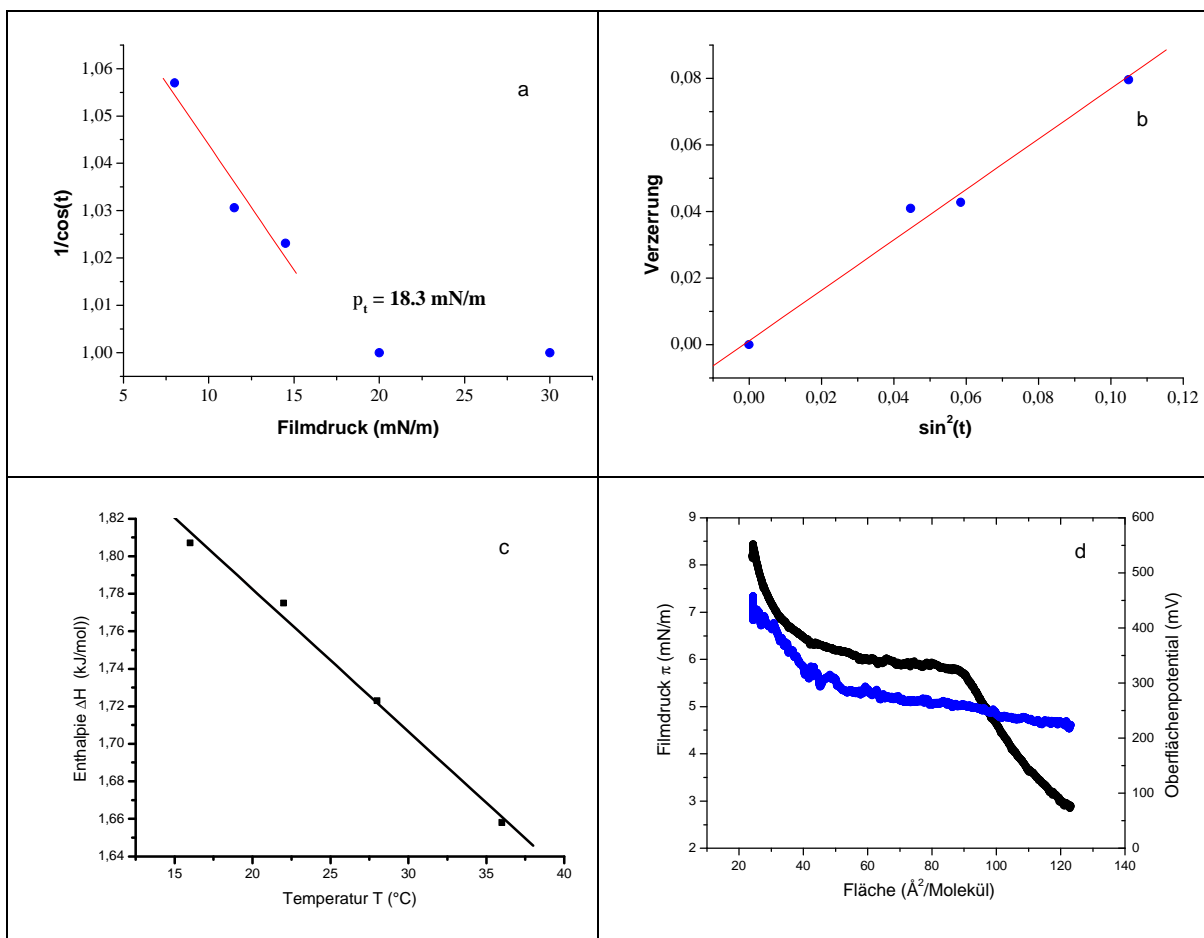 a
1,06
1,05
1,04
1,03
1,02
1,01
1,00
1/cos(t)
p_t = 18.3 mN/m
5 10 15 20 25 30
Filmdruck (mN/m)
b
0,08
0,04
0,02
0,00
Verzerrung
0,00 0,02 0,04 0,06 0,08 0,10 0,12
sin²(t)
c
1,82
1,80
1,78
1,76
1,74
1,72
1,70
1,68
1,66
1,64
Enthalpie ΔH (kJ/mol))
15 20 25 30 35 40
Temperatur T (°C)
d
9
8
7
6
5
4
3
2
Filmdruck π (mN/m)
600
500
400
300
200
100
0
Oberflächenpotential (mV)
20 40 60 80 100 120 140
Fläche (Å²/Molekül)